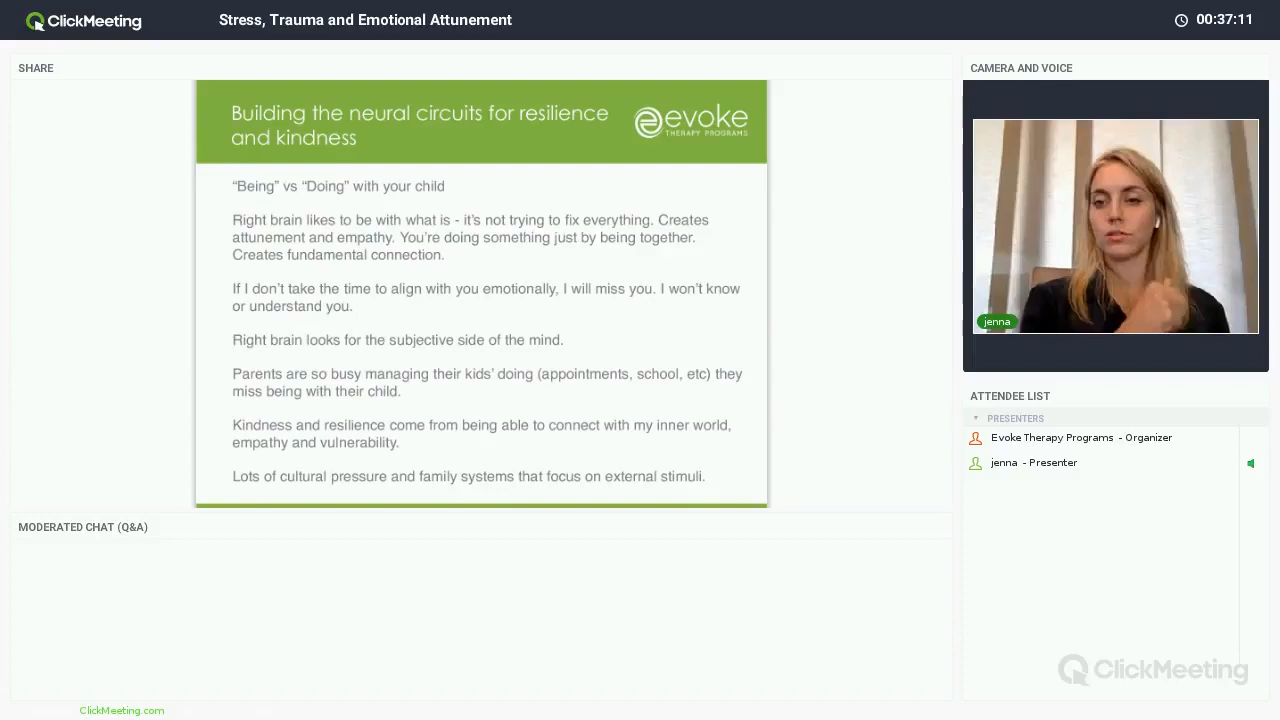 ClickMeeting
Stress, Trauma and Emotional Attunement
00:37:11
SHARE
Building the neural circuits for resilience
and kindness
evoke
THERAPY PROGRAMS
“Being” vs “Doing” with your child
Right brain likes to be with what is - it’s not trying to fix everything. Creates
attunement and empathy. You’re doing something just by being together.
Creates fundamental connection.
If I don’t take the time to align with you emotionally, I will miss you. I won’t know
or understand you.
Right brain looks for the subjective side of the mind.
Parents are so busy managing their kids’ doing (appointments, school, etc) they
miss being with their child.
Kindness and resilience come from being able to connect with my inner world,
empathy and vulnerability.
Lots of cultural pressure and family systems that focus on external stimuli.
CAMERA AND VOICE
jenna
ATTENDEE LIST
PRESENTERS
Evoke Therapy Programs - Organizer
jenna - Presenter
MODERATED CHAT (Q&A)
ClickMeeting
ClickMeeting.com